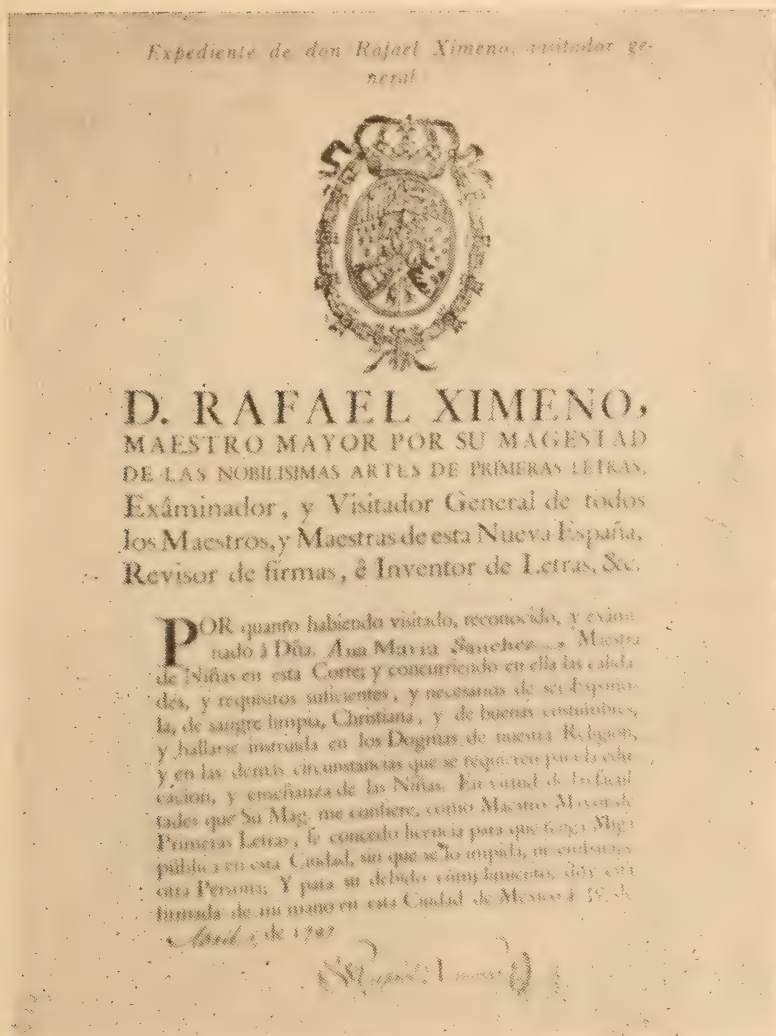 Expediente de don Rafael Ximeno, visitador ge-
neral
D. RAFAEL XIMENO,
MAESTRO MAYOR POR SU MAGESTAD
DE LAS NOBILISIMAS ARTES DE PRIMERAS LETRAS,
Exâminador, y Visitador General de todos
los Maestros, y Maestras de esta Nueva España,
Revisor de firmas, ê Inventor de Letras, &c.
POR quanto habiendo visitado, reconocido, y exâmi-
nado â Dña. Ana Maria Sanchez Maestra
de Niñas en esta Corte; y concurriendo en ella las calida-
des, y requisitos suficientes, y necesarios de ser Españo-
la, de sangre limpia, Christiana, y de buenas costumbres,
y hallarse instruida en los Dogmas de nuestra Religion,
y en las demas circunstancias que se requieren para la edu-
cacion, y enseñanza de las Niñas. En virtud de las facul-
tades que Su Mag. me confiere, como Maestro Mayor de
Primeras Letras, le concedo licencia para que tenga Miga
pública en esta Ciudad, sin que se lo impida, ni embaraze
otra Persona; Y para su debido cumplimiento, doy esta
firmada de mi mano en esta Ciudad de Mexico à de
Abril de
Rafael Ximeno